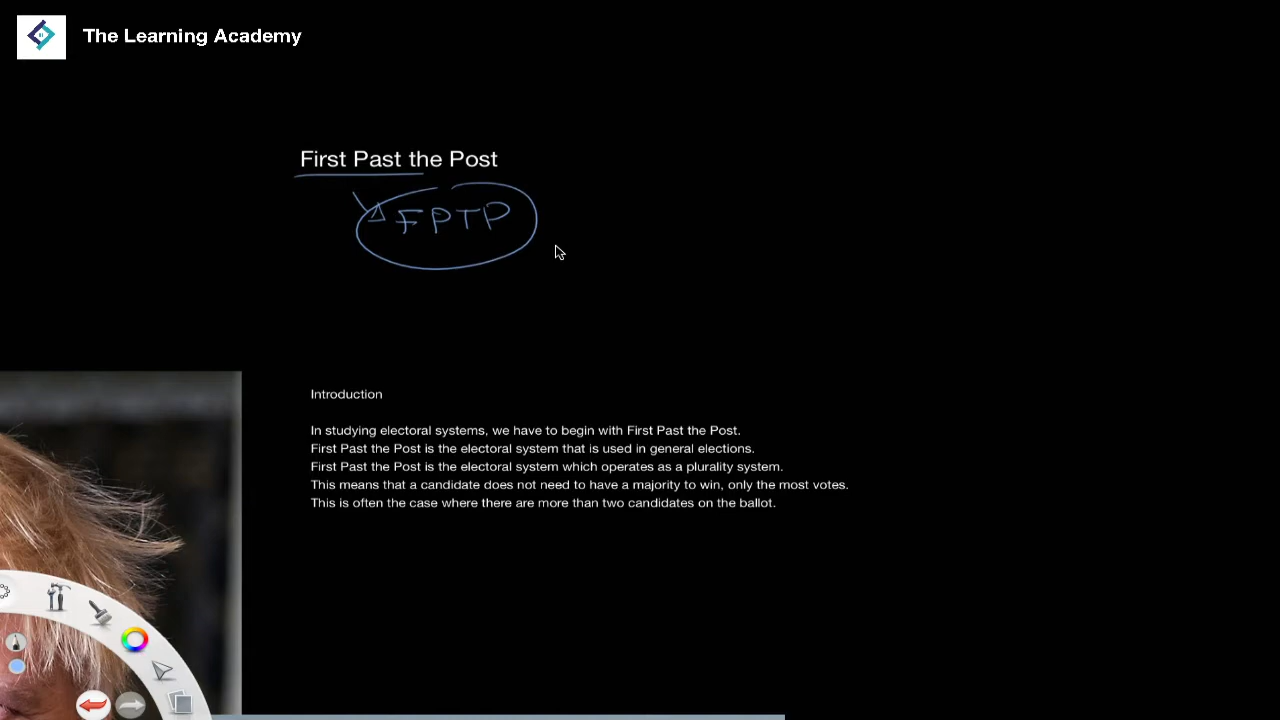 The Learning Academy
First Past the Post
FPTP
Introduction
In studying electoral systems, we have to begin with First Past the Post.
First Past the Post is the electoral system that is used in general elections.
First Past the Post is the electoral system which operates as a plurality system.
This means that a candidate does not need to have a majority to win, only the most votes.
This is often the case where there are more than two candidates on the ballot.